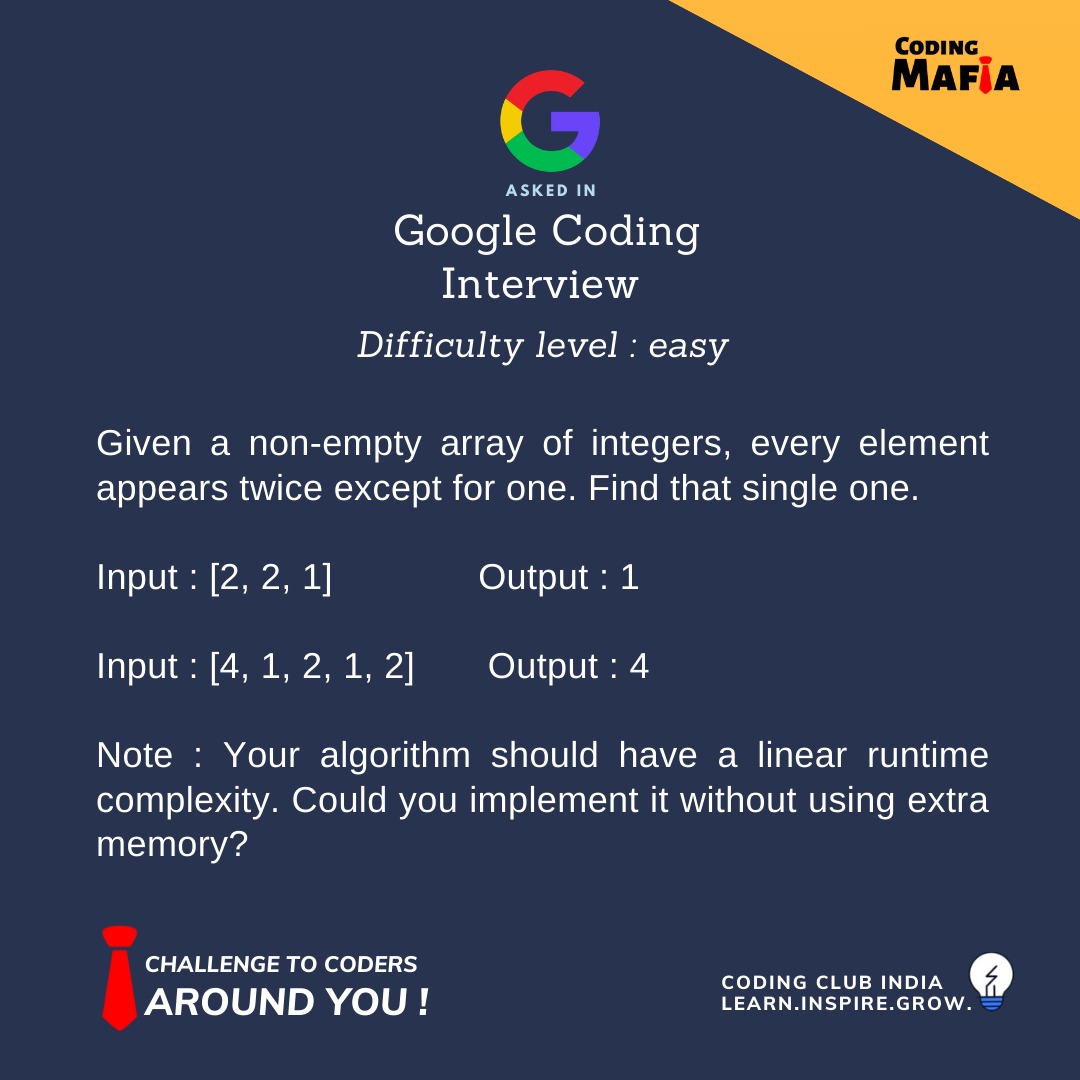 CODING
MAFIA
ASKED IN
Google Coding
Interview
Difficulty level : easy
Given a non-empty array of integers, every element
appears twice except for one. Find that single one.
Input : [2, 2, 1] Output : 1
Input : [4, 1, 2, 1, 2] Output : 4
Note : Your algorithm should have a linear runtime
complexity. Could you implement it without using extra
memory?
CHALLENGE TO CODERS
AROUND YOU !
CODING CLUB INDIA
LEARN.INSPIRE.GROW.